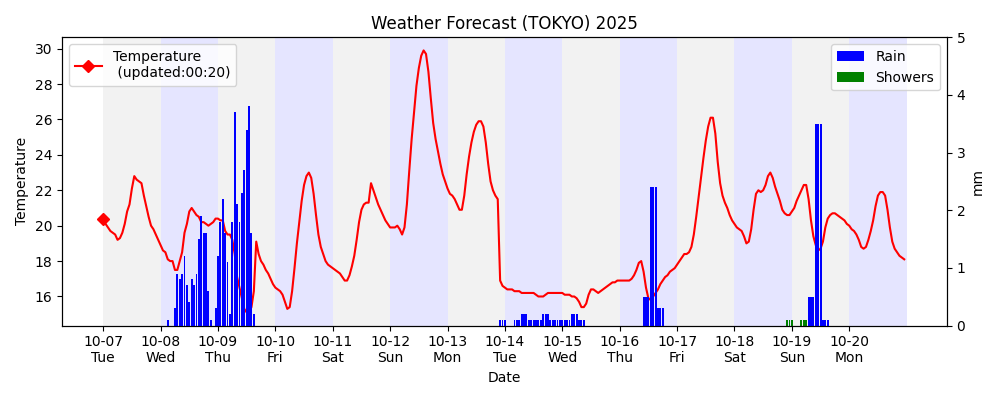 Weather Forecast (TOKYO) 2025
Temperature
(updated:00:20)
Rain
Showers
30
28
26
24
22
20
18
16
Temperature
5
4
3
2
1
0
mm
10-07 10-08 10-09 10-10 10-11 10-12 10-13 10-14 10-15 10-16 10-17 10-18 10-19 10-20
Tue Wed Thu Fri Sat Sun Mon Tue Wed Thu Fri Sat Sun Mon
Date